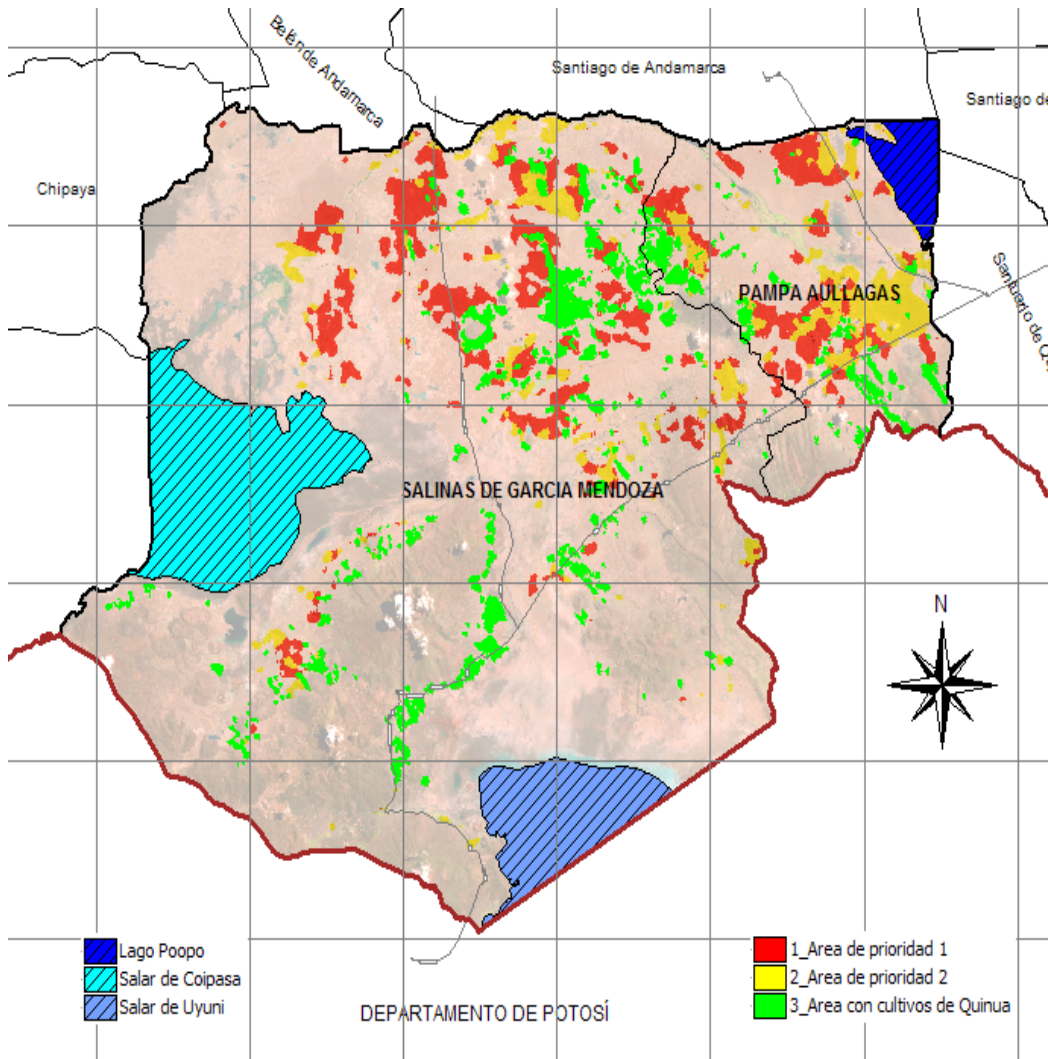 Belén de Andamarca
Santiago de Andamarca
Santiago de
Chipaya
Santuario de Q
PAMPA AULLAGAS
SALINAS DE GARCIA MENDOZA
N
Lago Poopo
Salar de Coipasa
Salar de Uyuni
1_Area de prioridad 1
2_Area de prioridad 2
3_Area con cultivos de Quinua
DEPARTAMENTO DE POTOSÍ